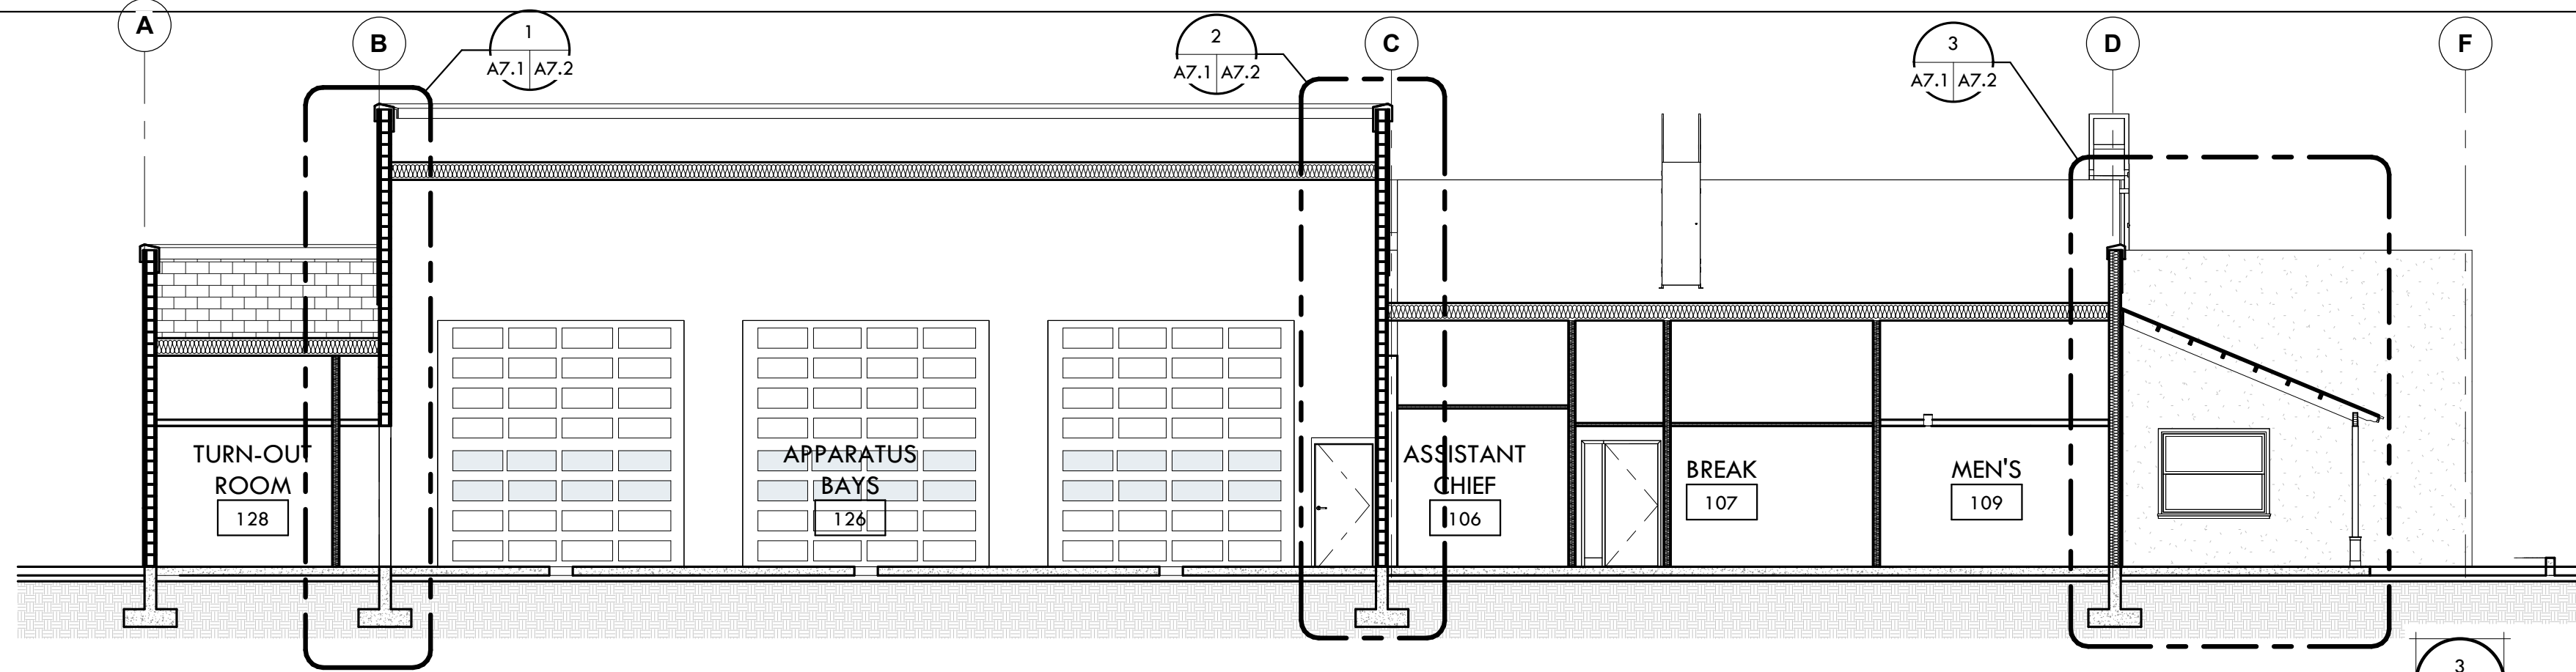 A
B
1
A7.1 A7.2
2
A7.1 A7.2
C
3
A7.1 A7.2
D
F
TURN-OUT
ROOM
128
APPARATUS
BAYS
126
ASSISTANT
CHIEF
106
BREAK
107
MEN'S
109
3